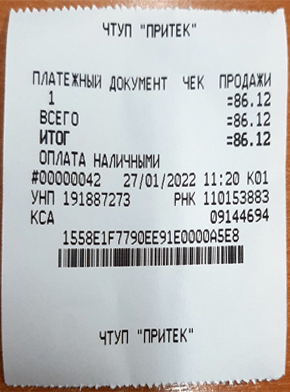 ЧТУП "ПРИТЕК"
ПЛАТЕЖНЫЙ ДОКУМЕНТ ЧЕК ПРОДАЖИ
1 =86.12
ВСЕГО =86.12
ИТОГ =86.12
ОПЛАТА НАЛИЧНЫМИ
#00000042 27/01/2022 11:20 К01
УНП 191887273 РНК 110153883
КСА 09144694
1558E1F7790EE91E0000A5E8
ЧТУП "ПРИТЕК"